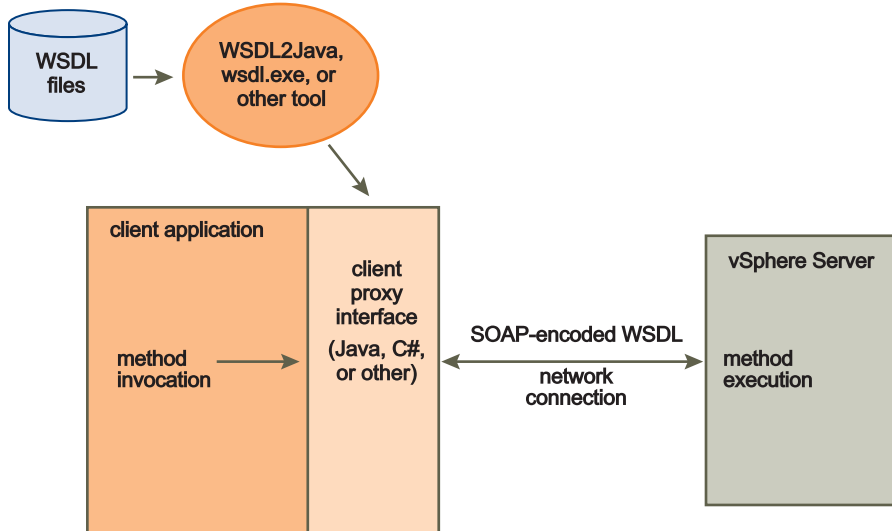 WSDL
files
WSDL2Java,
wsdl.exe, or
other tool
client application
client
proxy
interface
(Java, C#,
or other)
method
invocation
SOAP-encoded WSDL
network
connection
vSphere Server
method
execution